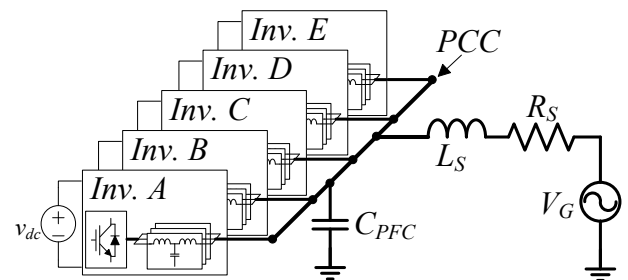 Inv. E
PCC
Inv. D
Inv. C
R_S
Inv. B
L_S
Inv. A
V_G
v_dc
C_PFC